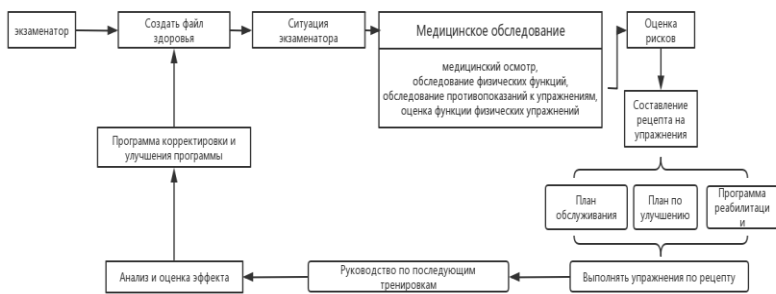 экзаменатор
Создать файл
здоровья
Ситуация
экзаменатора
Медицинское обследование
медицинский осмотр,
обследование физических функций,
обследование противопоказаний к упражнениям,
оценка функции физических упражнений
Оценка
рисков
Составление
рецепта на
упражнения
Программа корректировки и
улучшения программы
План
обслуживания
План по
улучшению
Программа
реабилитаци
и
Анализ и оценка эффекта
Руководство по последующим
тренировкам
Выполнять упражнения по рецепту